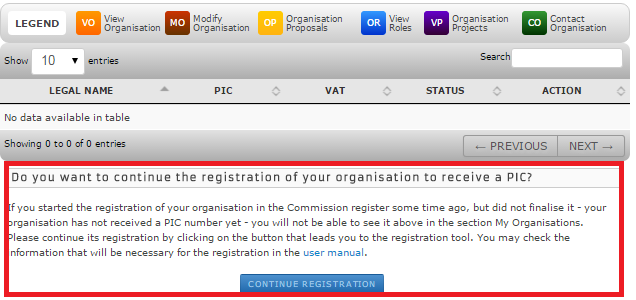 LEGEND VO View Organisation MO Modify Organisation OP Organisation Proposals OR View Roles VP Organisation Projects CO Contact Organisation
Show 10 entries Search
LEGAL NAME PIC VAT STATUS ACTION
No data available in table
Showing 0 to 0 of 0 entries ← PREVIOUS NEXT →
Do you want to continue the registration of your organisation to receive a PIC?
If you started the registration of your organisation in the Commission register some time ago, but did not finalise it - your
organisation has not received a PIC number yet - you will not be able to see it above in the section My Organisations.
Please continue its registration by clicking on the button that leads you to the registration tool. You may check the
information that will be necessary for the registration in the user manual.
CONTINUE REGISTRATION